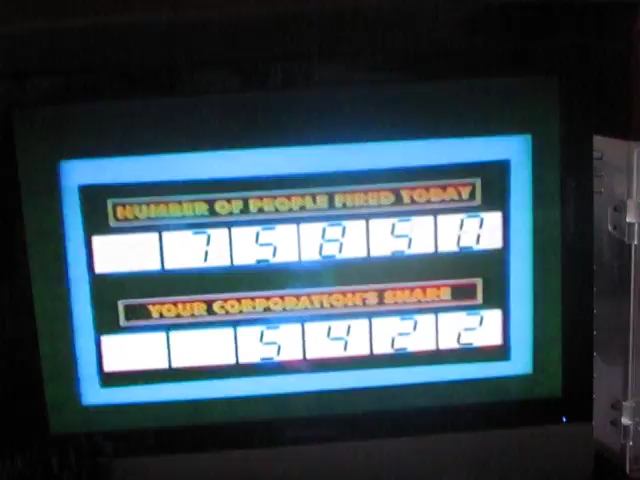 NUMBER OF PEOPLE FIRED TODAY
75850
YOUR CORPORATION'S SHARE
5422